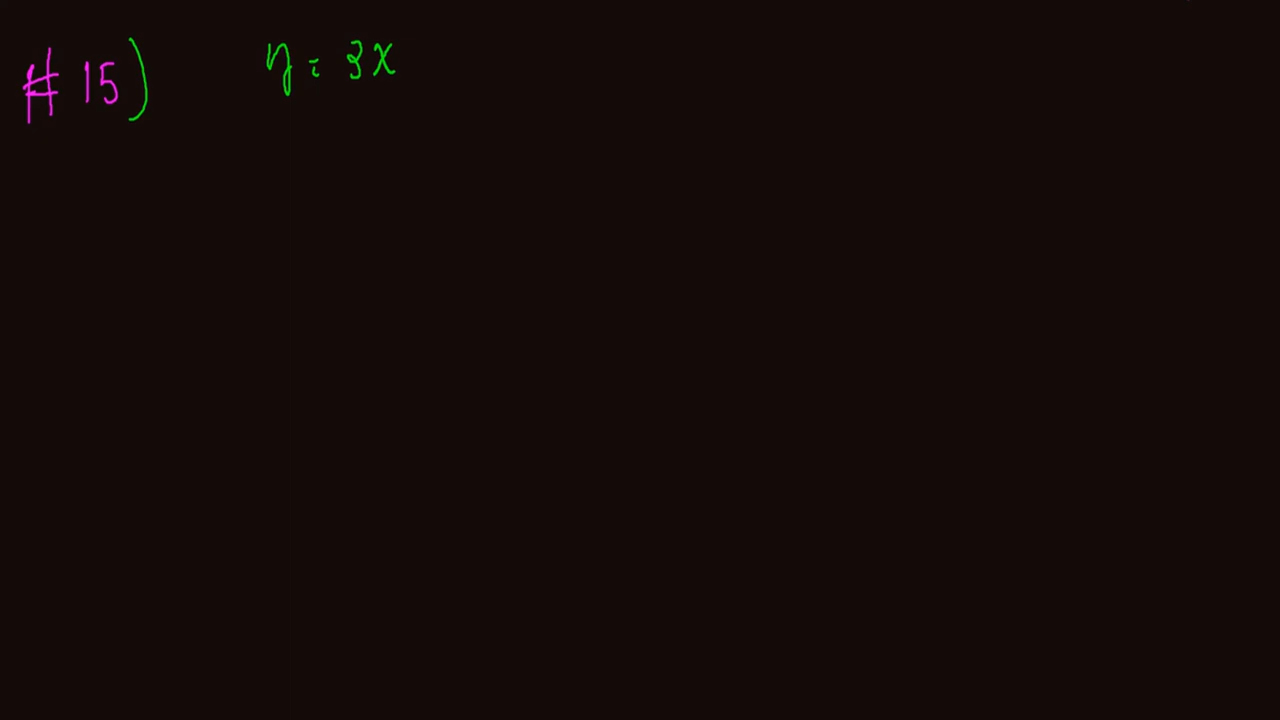 # 15) y = 3x